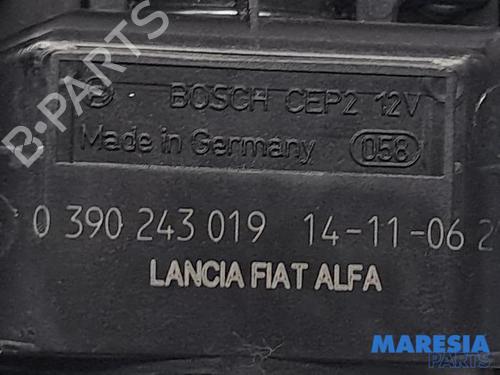 BOSCH CEP2 12V
Made in Germany 058
0 390 243 019 14-11-06 2
LANCIA FIAT ALFA
B-PARTS
MARESIA
PARTS